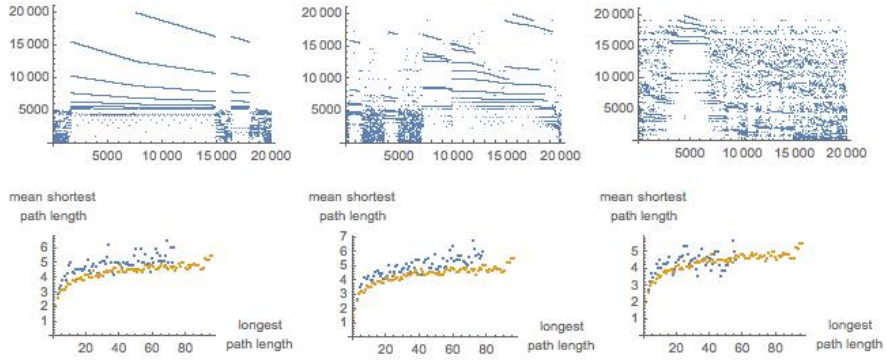 20 000 20 000 20 000
15 000 15 000 15 000
10 000 10 000 10 000
5000 5000 5000
5000 10 000 15 000 20 000 5000 10 000 15 000 20 000 5000 10 000 15 000 20 000
mean shortest mean shortest mean shortest
path length path length path length
7
6 6
5 5 5
4 4 4
3 3 3
2 2 2
1 1 1
longest longest longest
20 40 60 80 path length 20 40 60 80 path length 20 40 60 80 path length